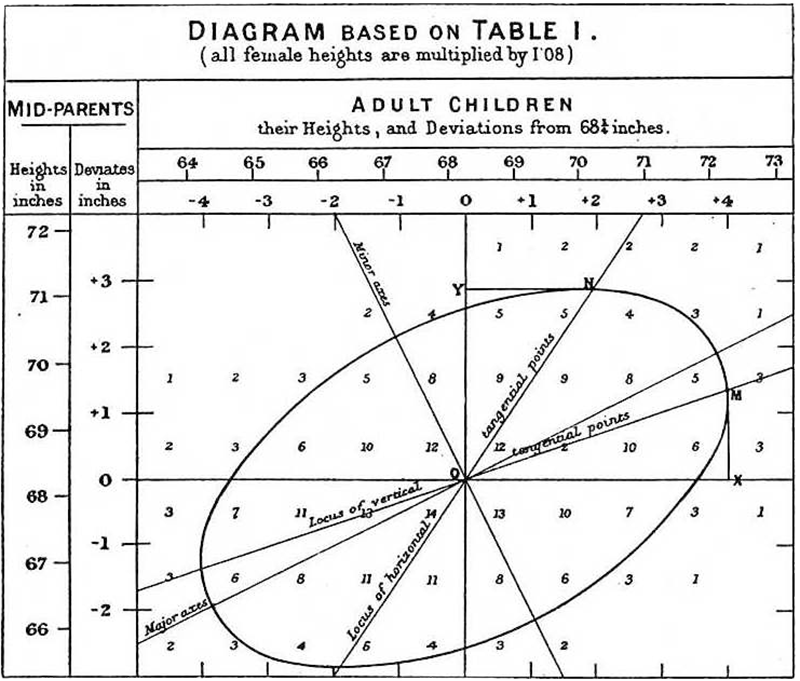 DIAGRAM BASED ON TABLE I.
(all female heights are multiplied by 1'08)
MID-PARENTS
ADULT CHILDREN
their Heights, and Deviations from 68¼ inches.
Heights in inches
Deviates in inches
64 65 66 67 68 69 70 71 72 73
-4 -3 -2 -1 0 +1 +2 +3 +4
72
1 2 2 2 1
Minor axes
+3
Y N
71
2 4 5 5 4 3 1
+2
tangential points
70
1 2 3 5 8 9 9 8 5 3
M
+1
tangential points
69
2 3 6 10 12 12 2 10 6 3
0
O X
68
Locus of vertical
3 7 11 13 14 13 10 7 3 1
-1
Locus of horizontal
67
3 6 8 11 11 8 6 3 1
Major axes
-2
66
2 3 4 6 4 3 2